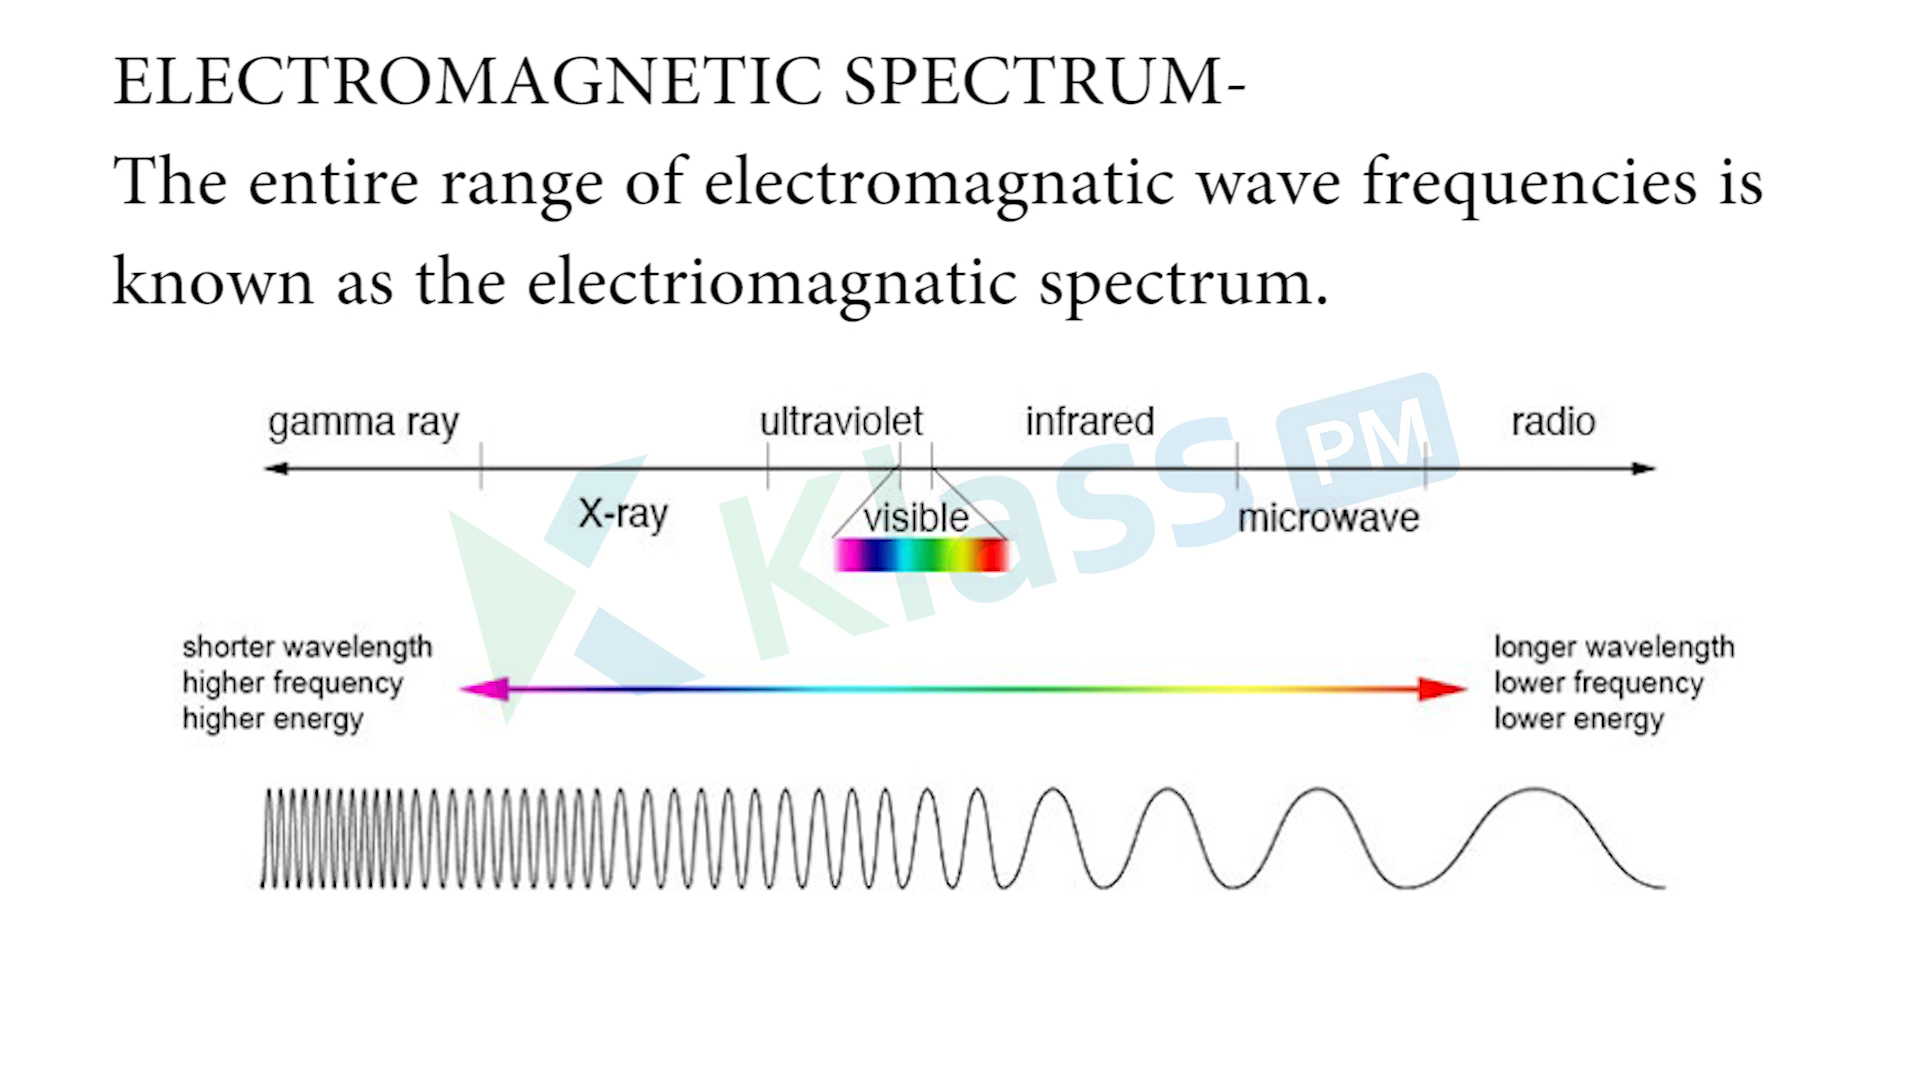 ELECTROMAGNETIC SPECTRUM-
The entire range of electromagnatic wave frequencies is
known as the electriomagnatic spectrum.
gamma ray
ultraviolet
infrared
radio
X-ray
visible
microwave
Klass PM
shorter wavelength
higher frequency
higher energy
longer wavelength
lower frequency
lower energy